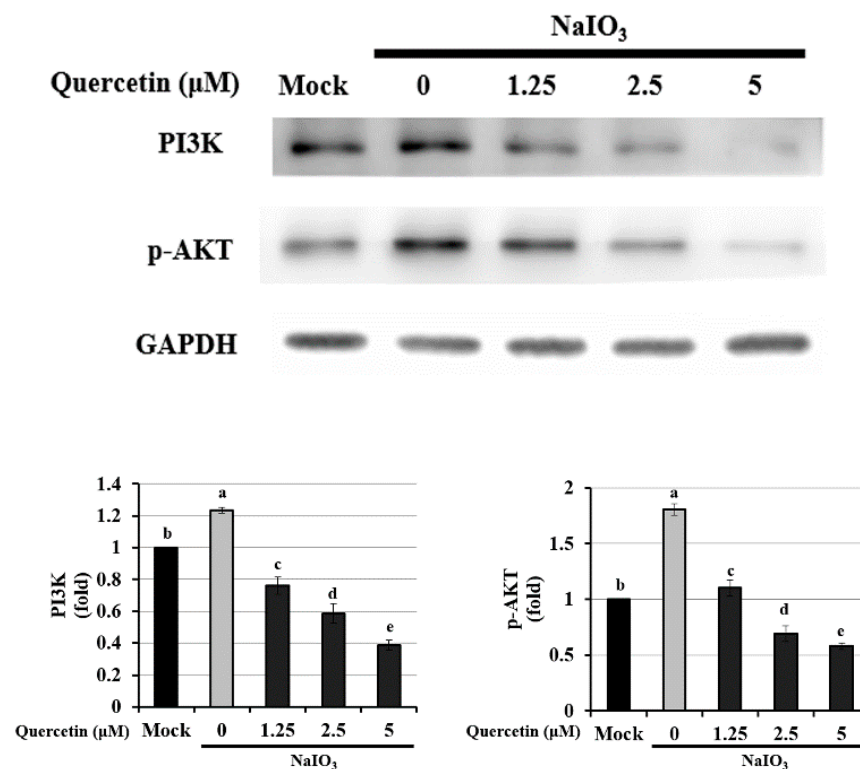 NaIO₃
Quercetin (μM) Mock 0 1.25 2.5 5
PI3K
p-AKT
GAPDH
PI3K
(fold)
1.4
1.2
1
0.8
0.6
0.4
0.2
0
b a c d e
Quercetin (μM) Mock 0 1.25 2.5 5
NaIO₃
p-AKT
(fold)
2
1.5
1
0.5
0
b a c d e
Quercetin (μM) Mock 0 1.25 2.5 5
NaIO₃